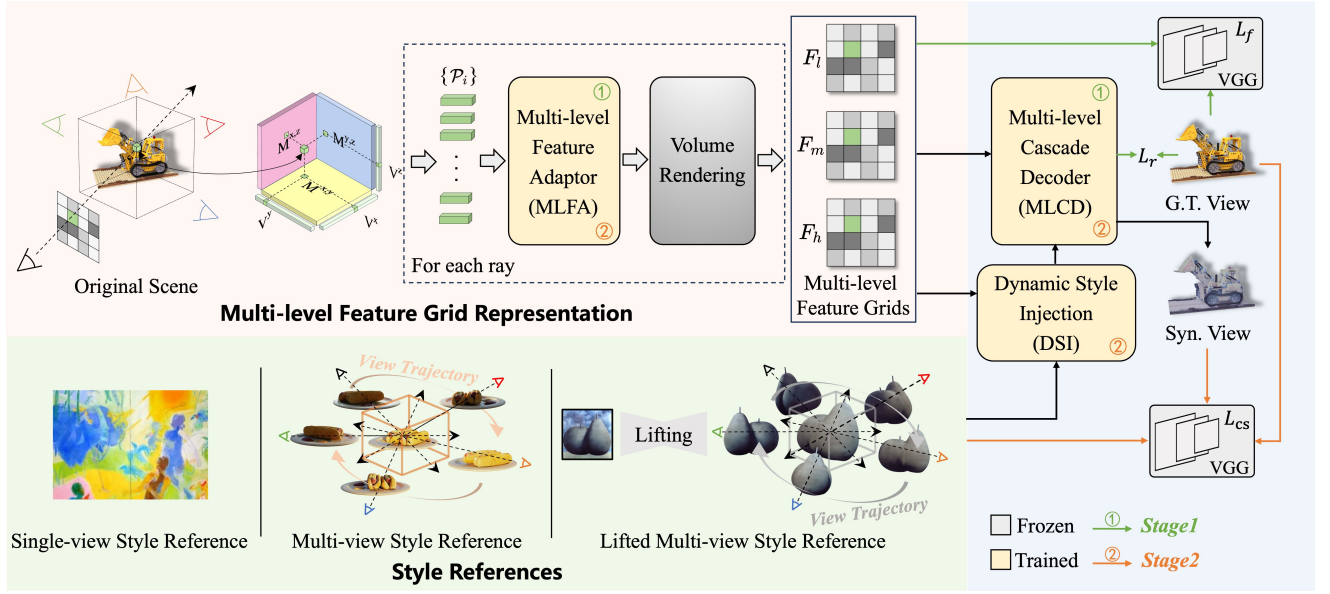 {𝒫ᵢ}
①
Multi-level
Feature
Adaptor
(MLFA)
②
Volume
Rendering
For each ray
M^{x,z}
M^{y,z}
M^{x,y}
V^y
V^x
V^z
Original Scene
Multi-level Feature Grid Representation
F_l
F_m
F_h
Multi-level
Feature Grids
①
Multi-level
Cascade
Decoder
(MLCD)
②
Dynamic Style
Injection
(DSI)
②
L_f
VGG
L_r
G.T. View
Syn. View
L_cs
VGG
View Trajectory
Lifting
View Trajectory
Single-view Style Reference
Multi-view Style Reference
Lifted Multi-view Style Reference
Style References
Frozen
① Stage1
Trained
② Stage2